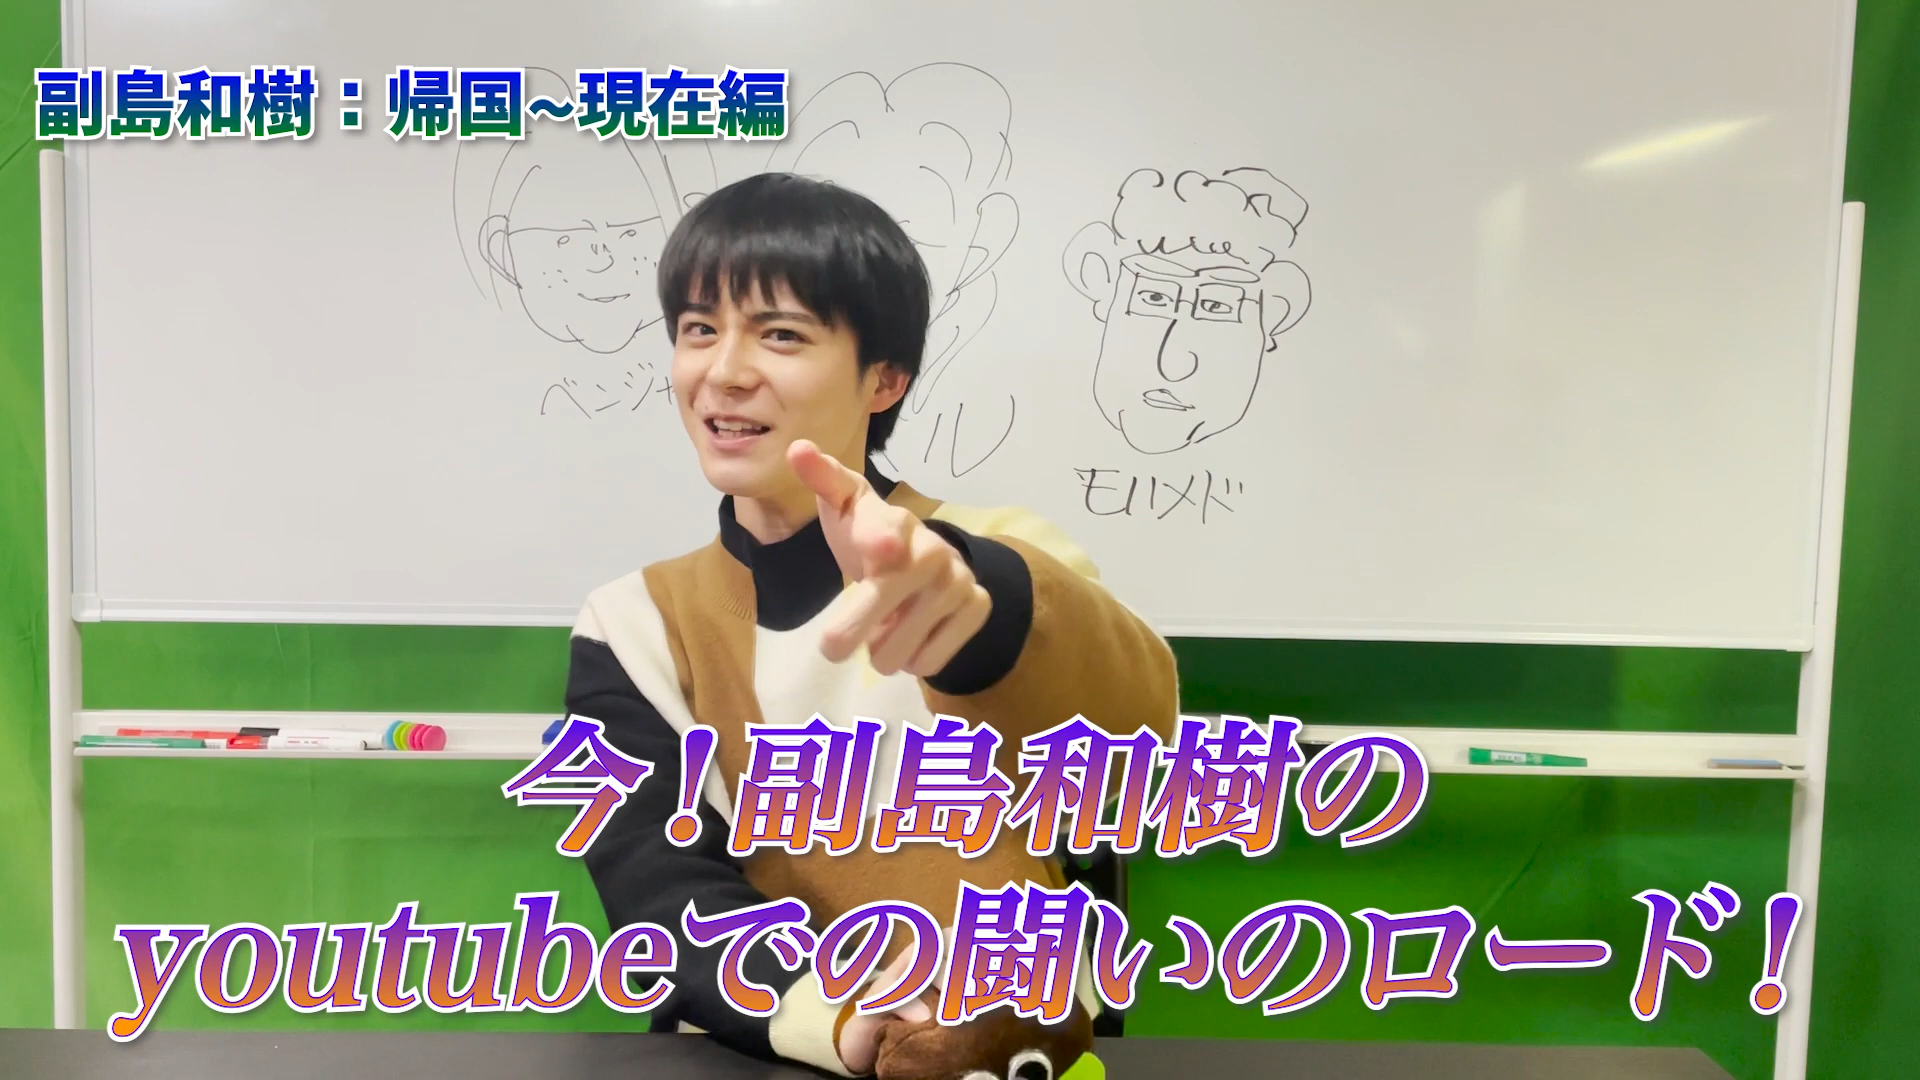 副島和樹：帰国~現在編
ベンジャ
ル
モハメド
今！副島和樹の
youtubeでの闘いのロード！